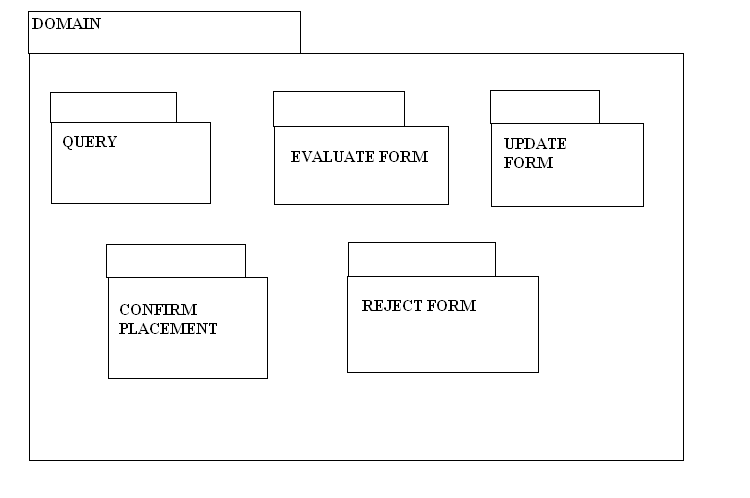 DOMAIN
QUERY
EVALUATE FORM
UPDATE
FORM
CONFIRM
PLACEMENT
REJECT FORM